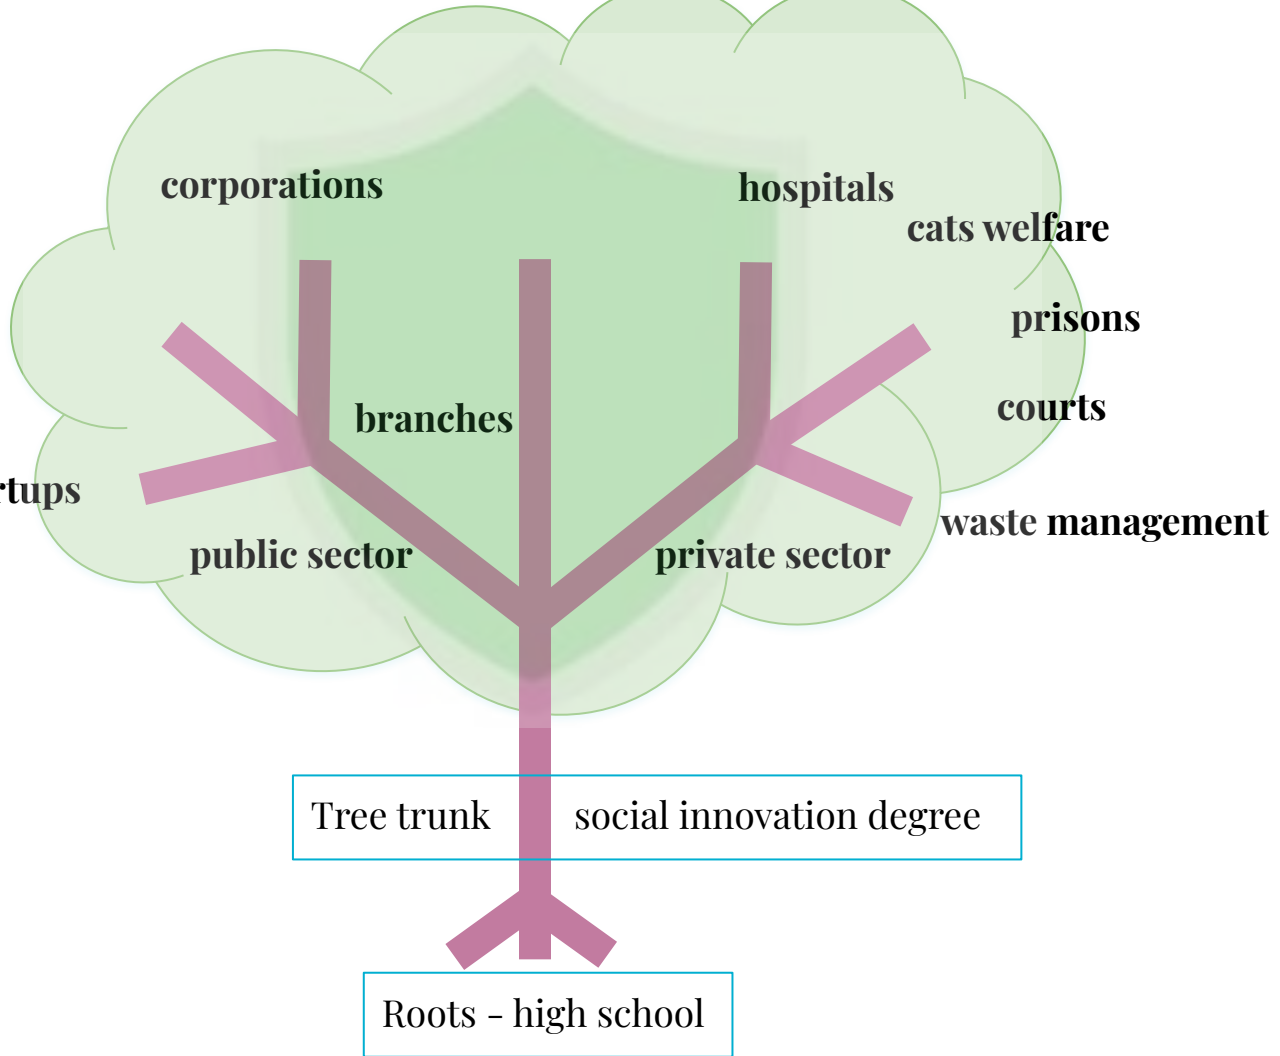 corporations
hospitals
cats welfare
prisons
courts
branches
rtups
waste management
public sector
private sector
Tree trunk social innovation degree
Roots - high school